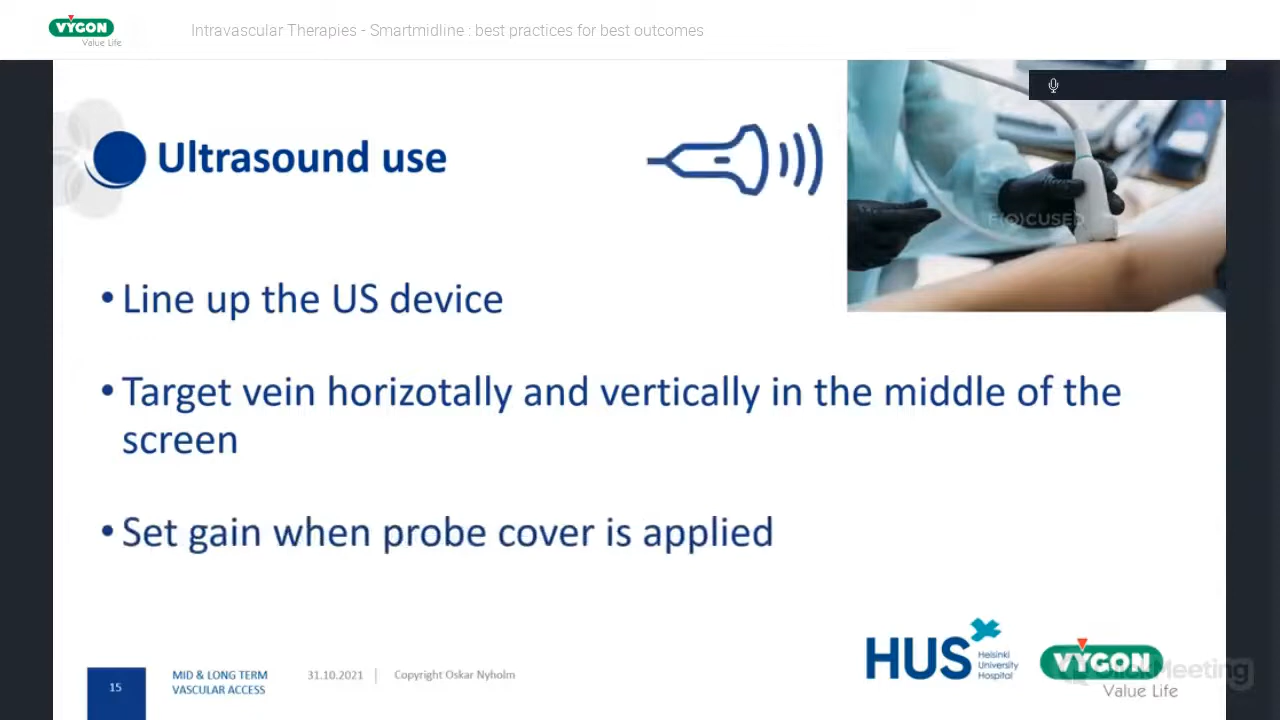 VYGON
Value Life
Intravascular Therapies - Smartmidline : best practices for best outcomes
Ultrasound use
F(O)CUSED
• Line up the US device
• Target vein horizotally and vertically in the middle of the
screen
• Set gain when probe cover is applied
HUS
Helsinki
University
Hospital
VYGON
Value Life
ClickMeeting
15
MID & LONG TERM
VASCULAR ACCESS
31.10.2021
Copyright Oskar Nyholm